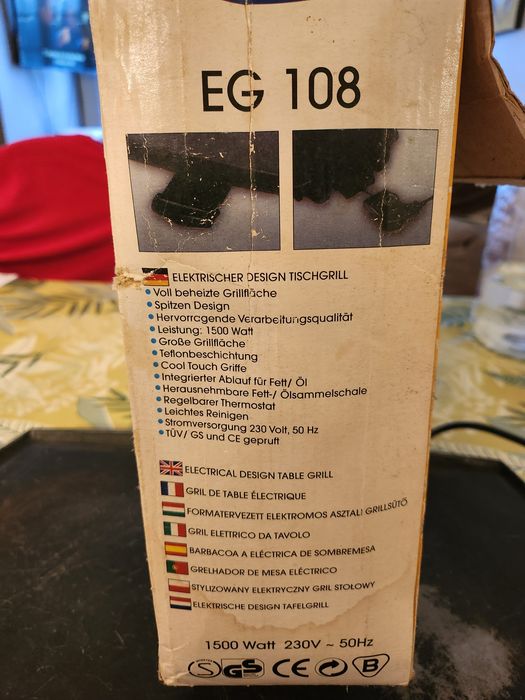 EG 108
ELEKTRISCHER DESIGN TISCHGRILL
• Voll beheizte Grillfläche
• Spitzen Design
• Hervorragende Verarbeitungsqualität
• Leistung: 1500 Watt
• Große Grillfläche
• Teflonbeschichtung
• Cool Touch Griffe
• Integrierter Ablauf für Fett/ Öl
• Herausnehmbare Fett-/ Ölsammelschale
• Regelbarer Thermostat
• Leichtes Reinigen
• Stromversorgung 230 Volt, 50 Hz
• TÜV/ GS und CE gepruft
ELECTRICAL DESIGN TABLE GRILL
GRIL DE TABLE ÉLECTRIQUE
FORMATERVEZETT ELEKTROMOS ASZTALI GRILLSÜTŐ
GRIL ELETTRICO DA TAVOLO
BARBACOA A ELÉCTRICA DE SOMBREMESA
GRELHADOR DE MESA ELÉCTRICO
STYLIZOWANY ELEKTRYCZNY GRIL STOŁOWY
ELEKTRISCHE DESIGN TAFELGRILL
1500 Watt 230V ~ 50Hz
S GS CE B